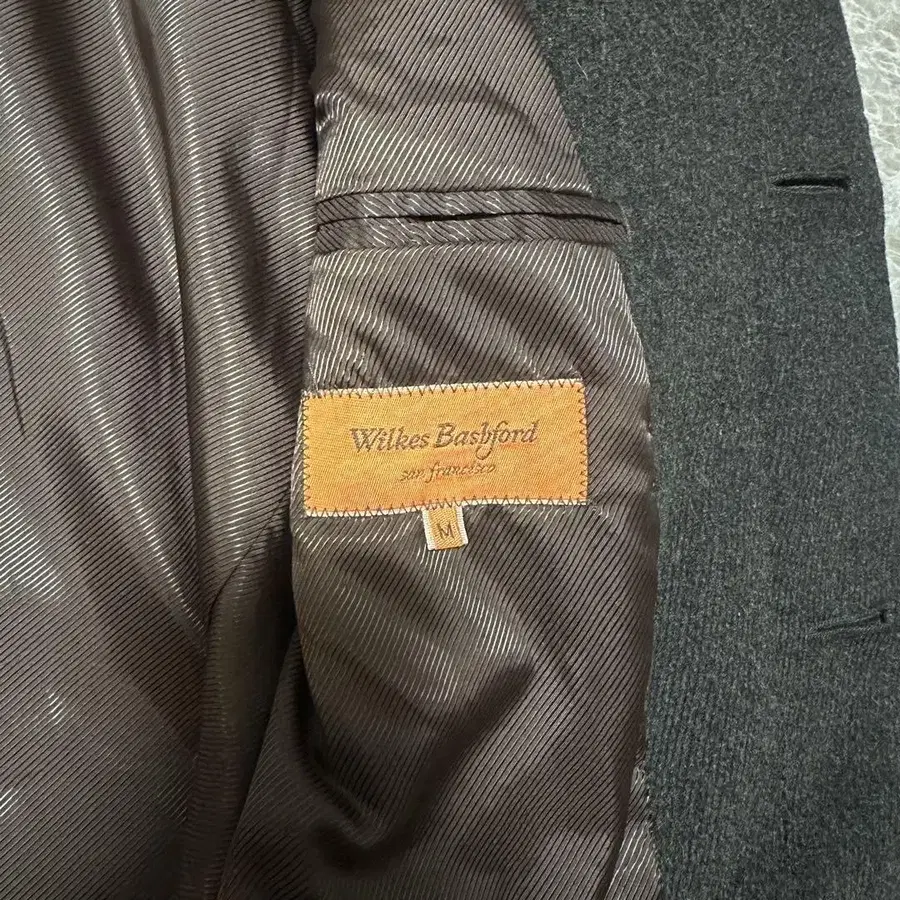 Wilkes Bashford
san francisco
M